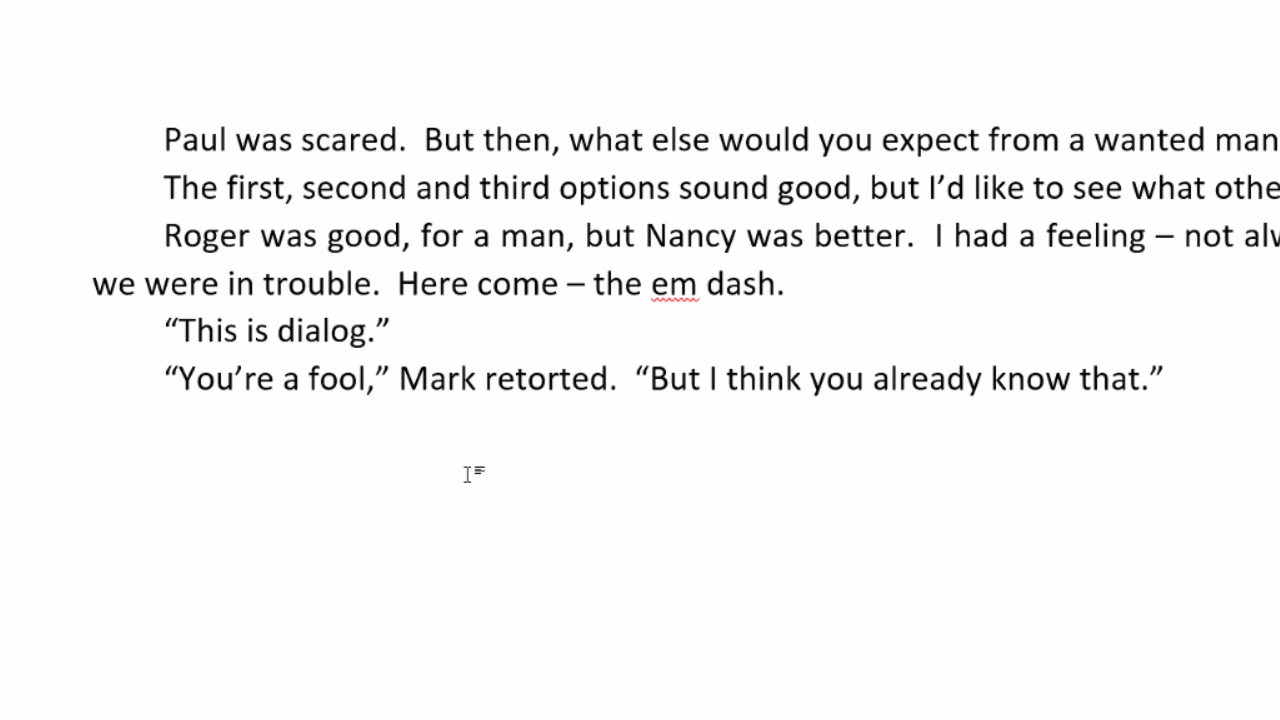 Paul was scared.  But then, what else would you expect from a wanted man
The first, second and third options sound good, but I’d like to see what
Roger was good, for a man, but Nancy was better.  I had a feeling – not
we were in trouble.  Here come – the em dash.
“This is dialog.”
“You’re a fool,” Mark retorted.  “But I think you already know that.”